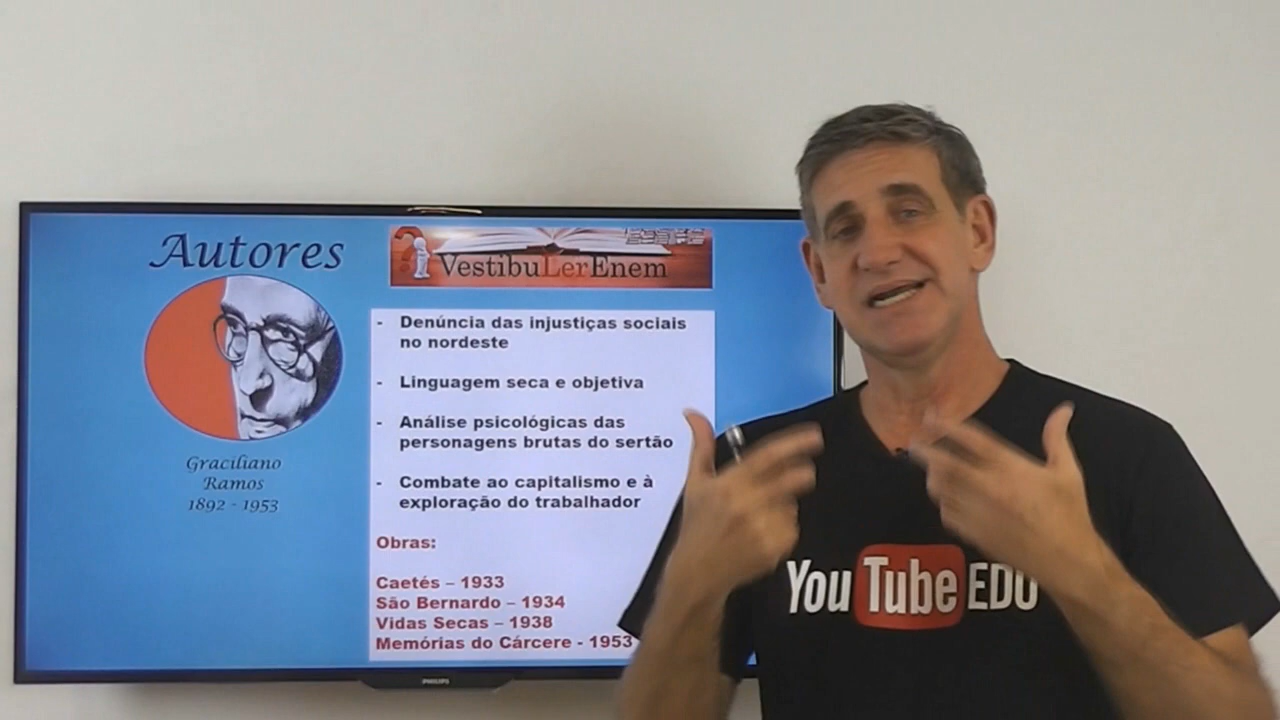 Autores
VestibuLerEnem
- Denúncia das injustiças sociais
no nordeste
- Linguagem seca e objetiva
- Análise psicológicas das
personagens brutas do sertão
- Combate ao capitalismo e à
exploração do trabalhador
Obras:
Caetés – 1933
São Bernardo – 1934
Vidas Secas – 1938
Memórias do Cárcere - 1953
Graciliano
Ramos
1892 - 1953
PHILIPS
YouTube EDU